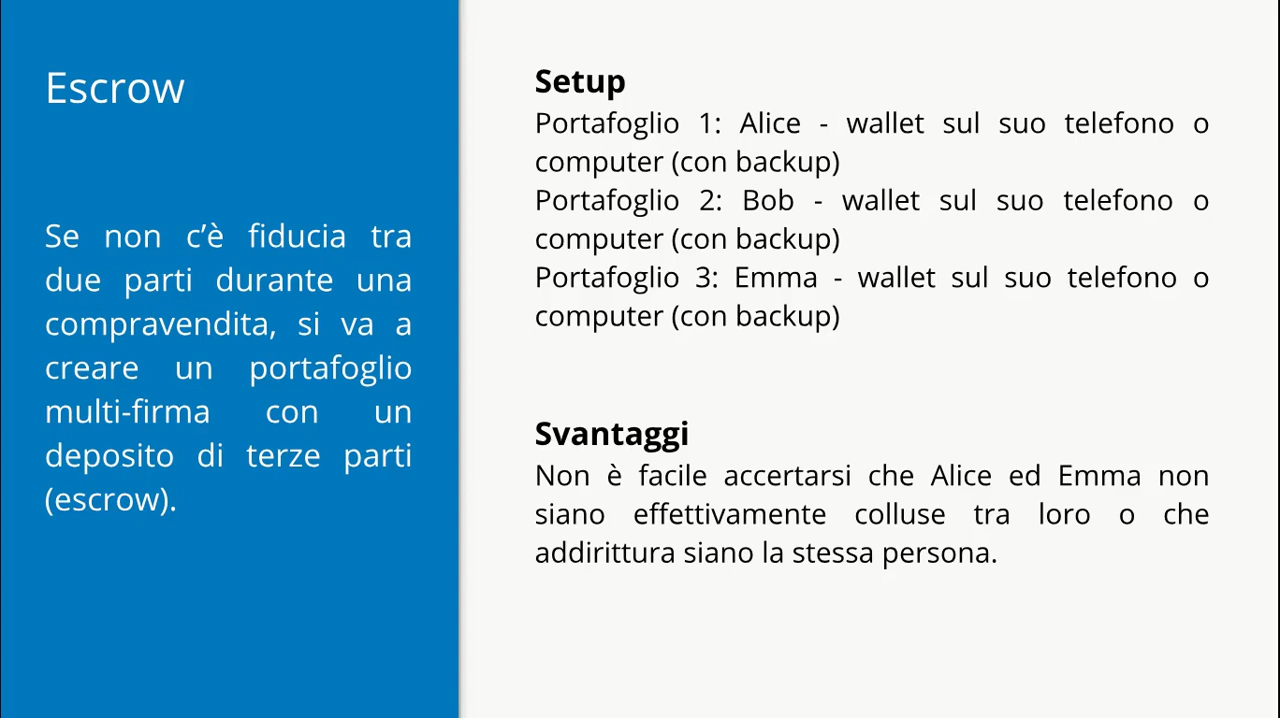 Escrow
Se non c’è fiducia tra
due parti durante una
compravendita, si va a
creare un portafoglio
multi-firma con un
deposito di terze parti
(escrow).
Setup
Portafoglio 1: Alice - wallet sul suo telefono o
computer (con backup)
Portafoglio 2: Bob - wallet sul suo telefono o
computer (con backup)
Portafoglio 3: Emma - wallet sul suo telefono o
computer (con backup)
Svantaggi
Non è facile accertarsi che Alice ed Emma non
siano effettivamente colluse tra loro o che
addirittura siano la stessa persona.